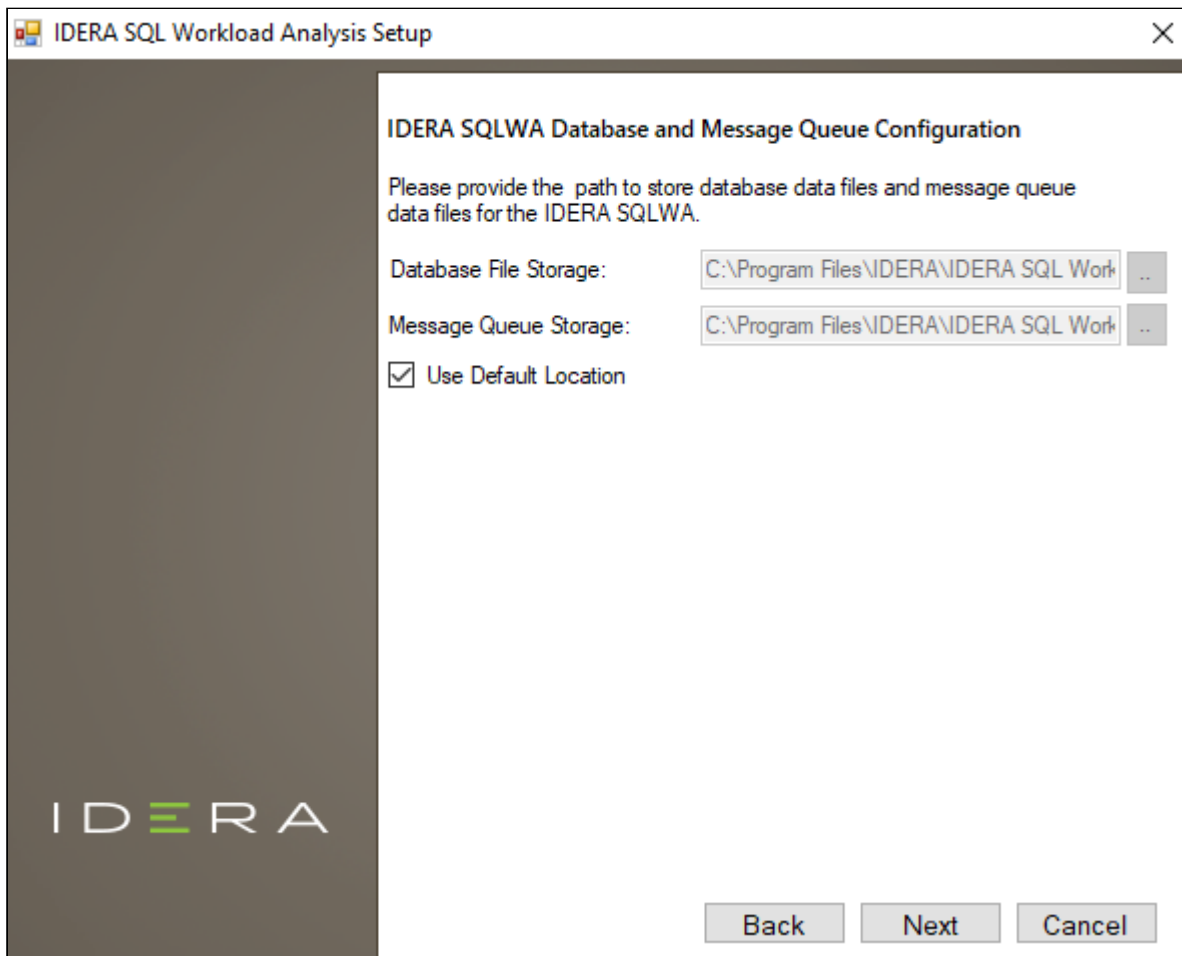 IDERA SQL Workload Analysis Setup
IDERA SQLWA Database and Message Queue Configuration
Please provide the  path to store database data files and message queue
data files for the IDERA SQLWA.
Database File Storage:
C:\Program Files\IDERA\IDERA SQL Work
..
Message Queue Storage:
C:\Program Files\IDERA\IDERA SQL Work
..
Use Default Location
IDERA
Back
Next
Cancel